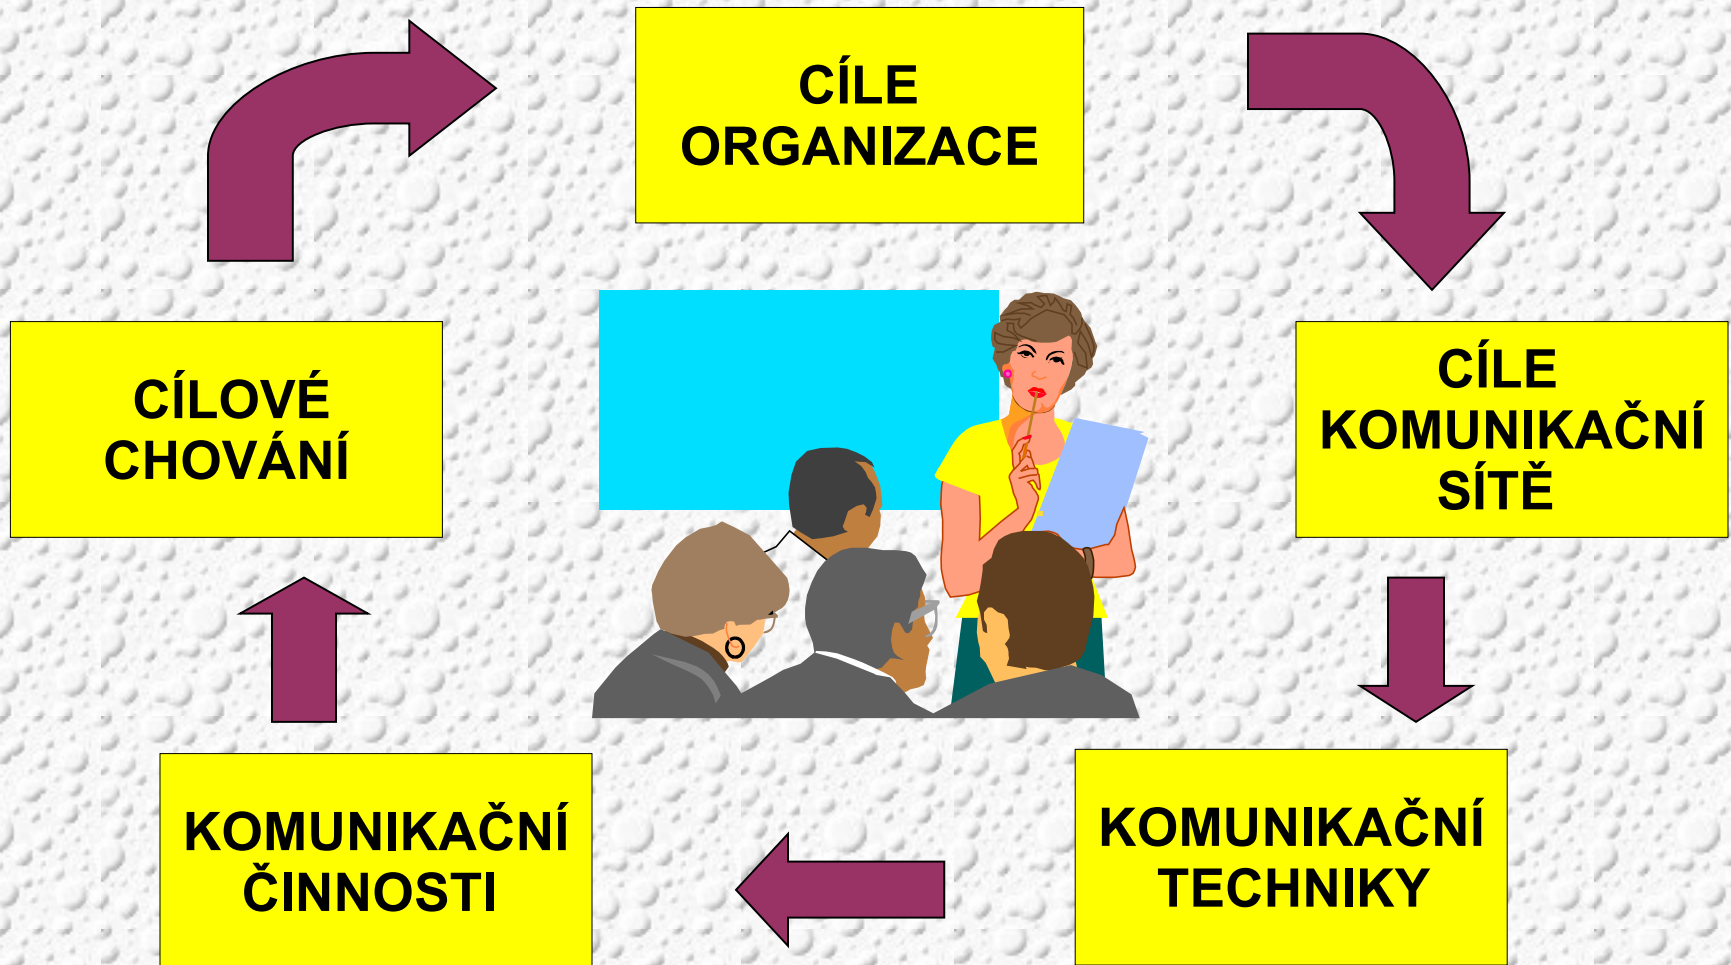 CÍLE
ORGANIZACE
CÍLOVÉ
CHOVÁNÍ
CÍLE
KOMUNIKAČNÍ
SÍTĚ
KOMUNIKAČNÍ
ČINNOSTI
KOMUNIKAČNÍ
TECHNIKY